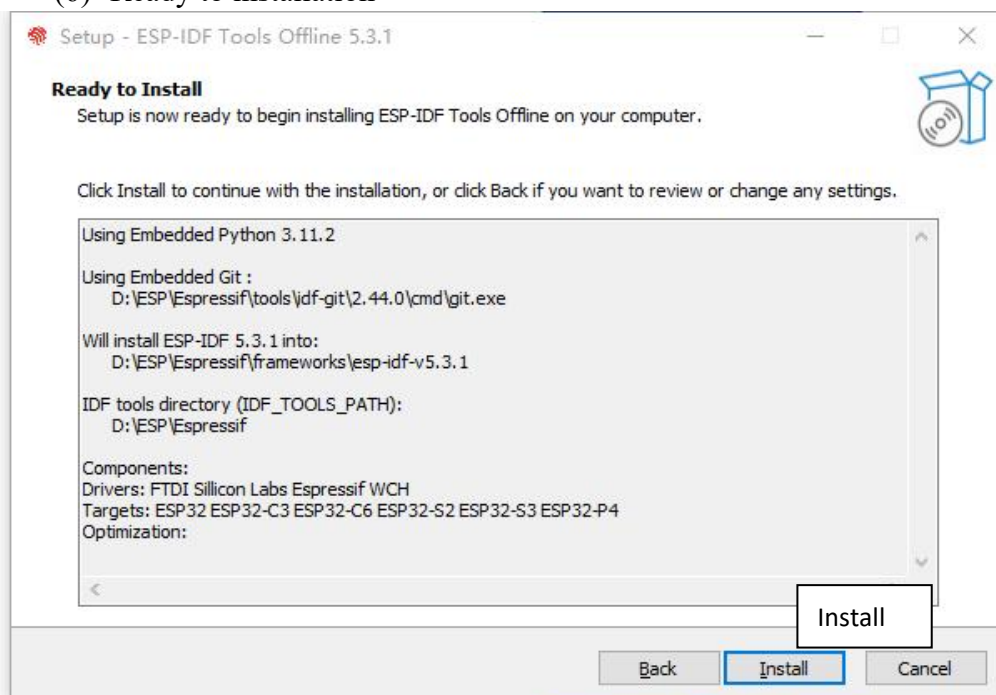 (6) Ready to installation
Setup - ESP-IDF Tools Offline 5.3.1
Ready to Install
Setup is now ready to begin installing ESP-IDF Tools Offline on your computer.
Click Install to continue with the installation, or click Back if you want to review or change any settings.
Using Embedded Python 3.11.2
Using Embedded Git :
D:\ESP\Espressif\tools\idf-git\2.44.0\cmd\git.exe
Will install ESP-IDF 5.3.1 into:
D:\ESP\Espressif\frameworks\esp-idf-v5.3.1
IDF tools directory (IDF_TOOLS_PATH):
D:\ESP\Espressif
Components:
Drivers: FTDI Sillicon Labs Espressif WCH
Targets: ESP32 ESP32-C3 ESP32-C6 ESP32-S2 ESP32-S3 ESP32-P4
Optimization:
Install
Back Install Cancel